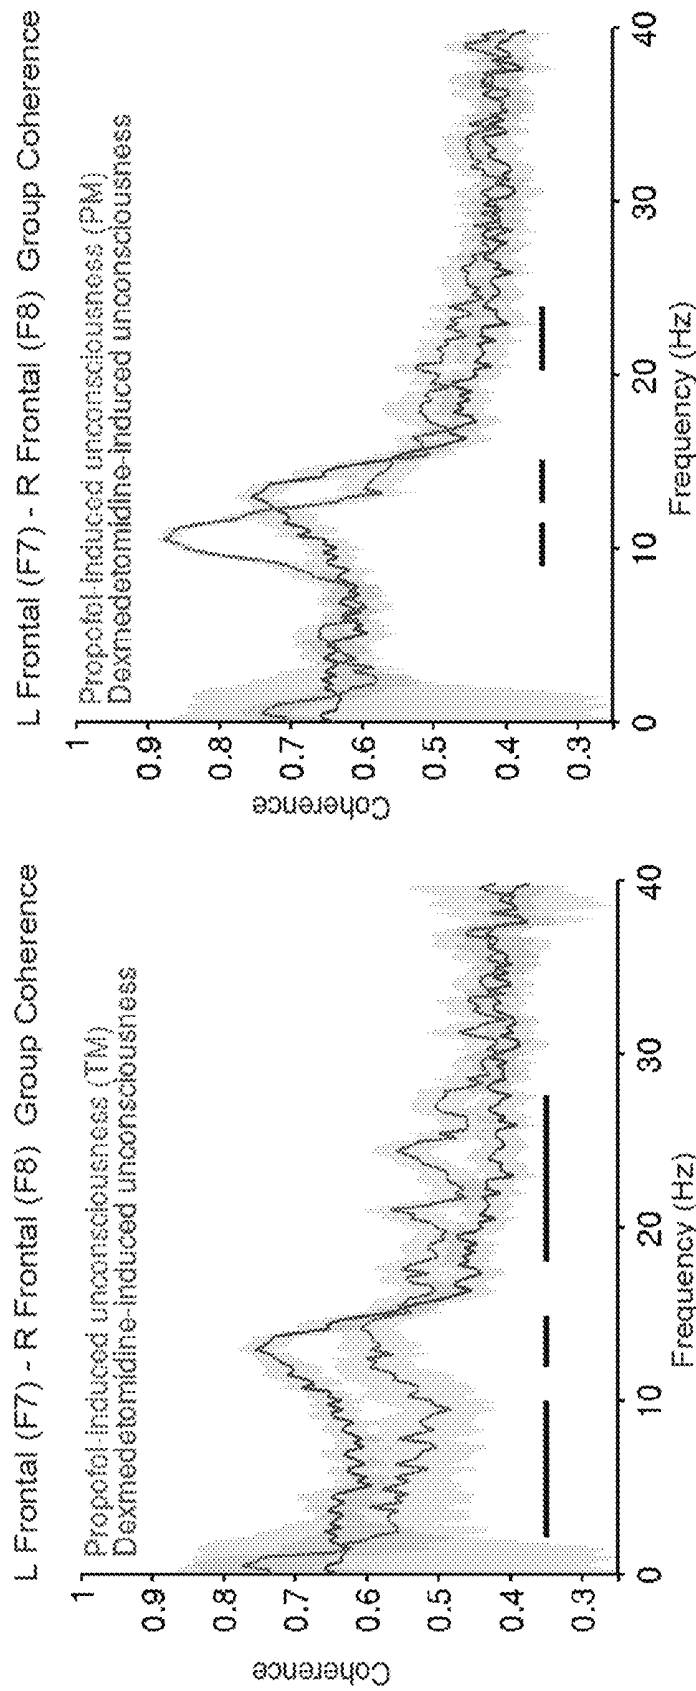 L Frontal (F7) - R Frontal (F8) Group Coherence
Propofol-induced unconsciousness (TM)
Dexmedetomidine-induced unconsciousness
Coherence
1
0.9
0.8
0.7
0.6
0.5
0.4
0.3
0
10
20
30
40
Frequency (Hz)
L Frontal (F7) - R Frontal (F8) Group Coherence
Propofol-induced unconsciousness (PM)
Dexmedetomidine-induced unconsciousness
Coherence
1
0.9
0.8
0.7
0.6
0.5
0.4
0.3
0
10
20
30
40
Frequency (Hz)